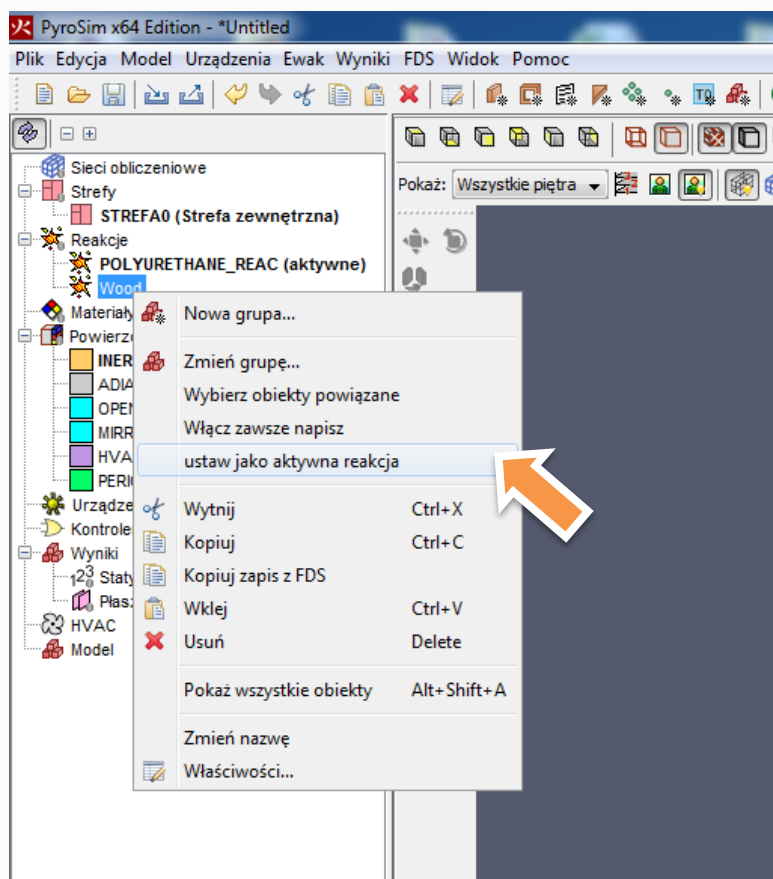 PyroSim x64 Edition - *Untitled
Plik Edycja Model Urządzenia Ewak Wyniki FDS Widok Pomoc
Sieci obliczeniowe
Strefy
STREFA0 (Strefa zewnętrzna)
Pokaż: Wszystkie piętra
Reakcje
POLYURETHANE_REAC (aktywne)
Wood
Materiały
Powierz
INER
ADIA
OPEN
MIRR
HVA
PERI
Urządze
Kontrole
Wyniki
Staty
Płasz
HVAC
Model
Nowa grupa...
Zmień grupę...
Wybierz obiekty powiązane
Włącz zawsze napisz
ustaw jako aktywna reakcja
Wytnij Ctrl+X
Kopiuj Ctrl+C
Kopiuj zapis z FDS
Wklej Ctrl+V
Usuń Delete
Pokaż wszystkie obiekty Alt+Shift+A
Zmień nazwę
Właściwości...